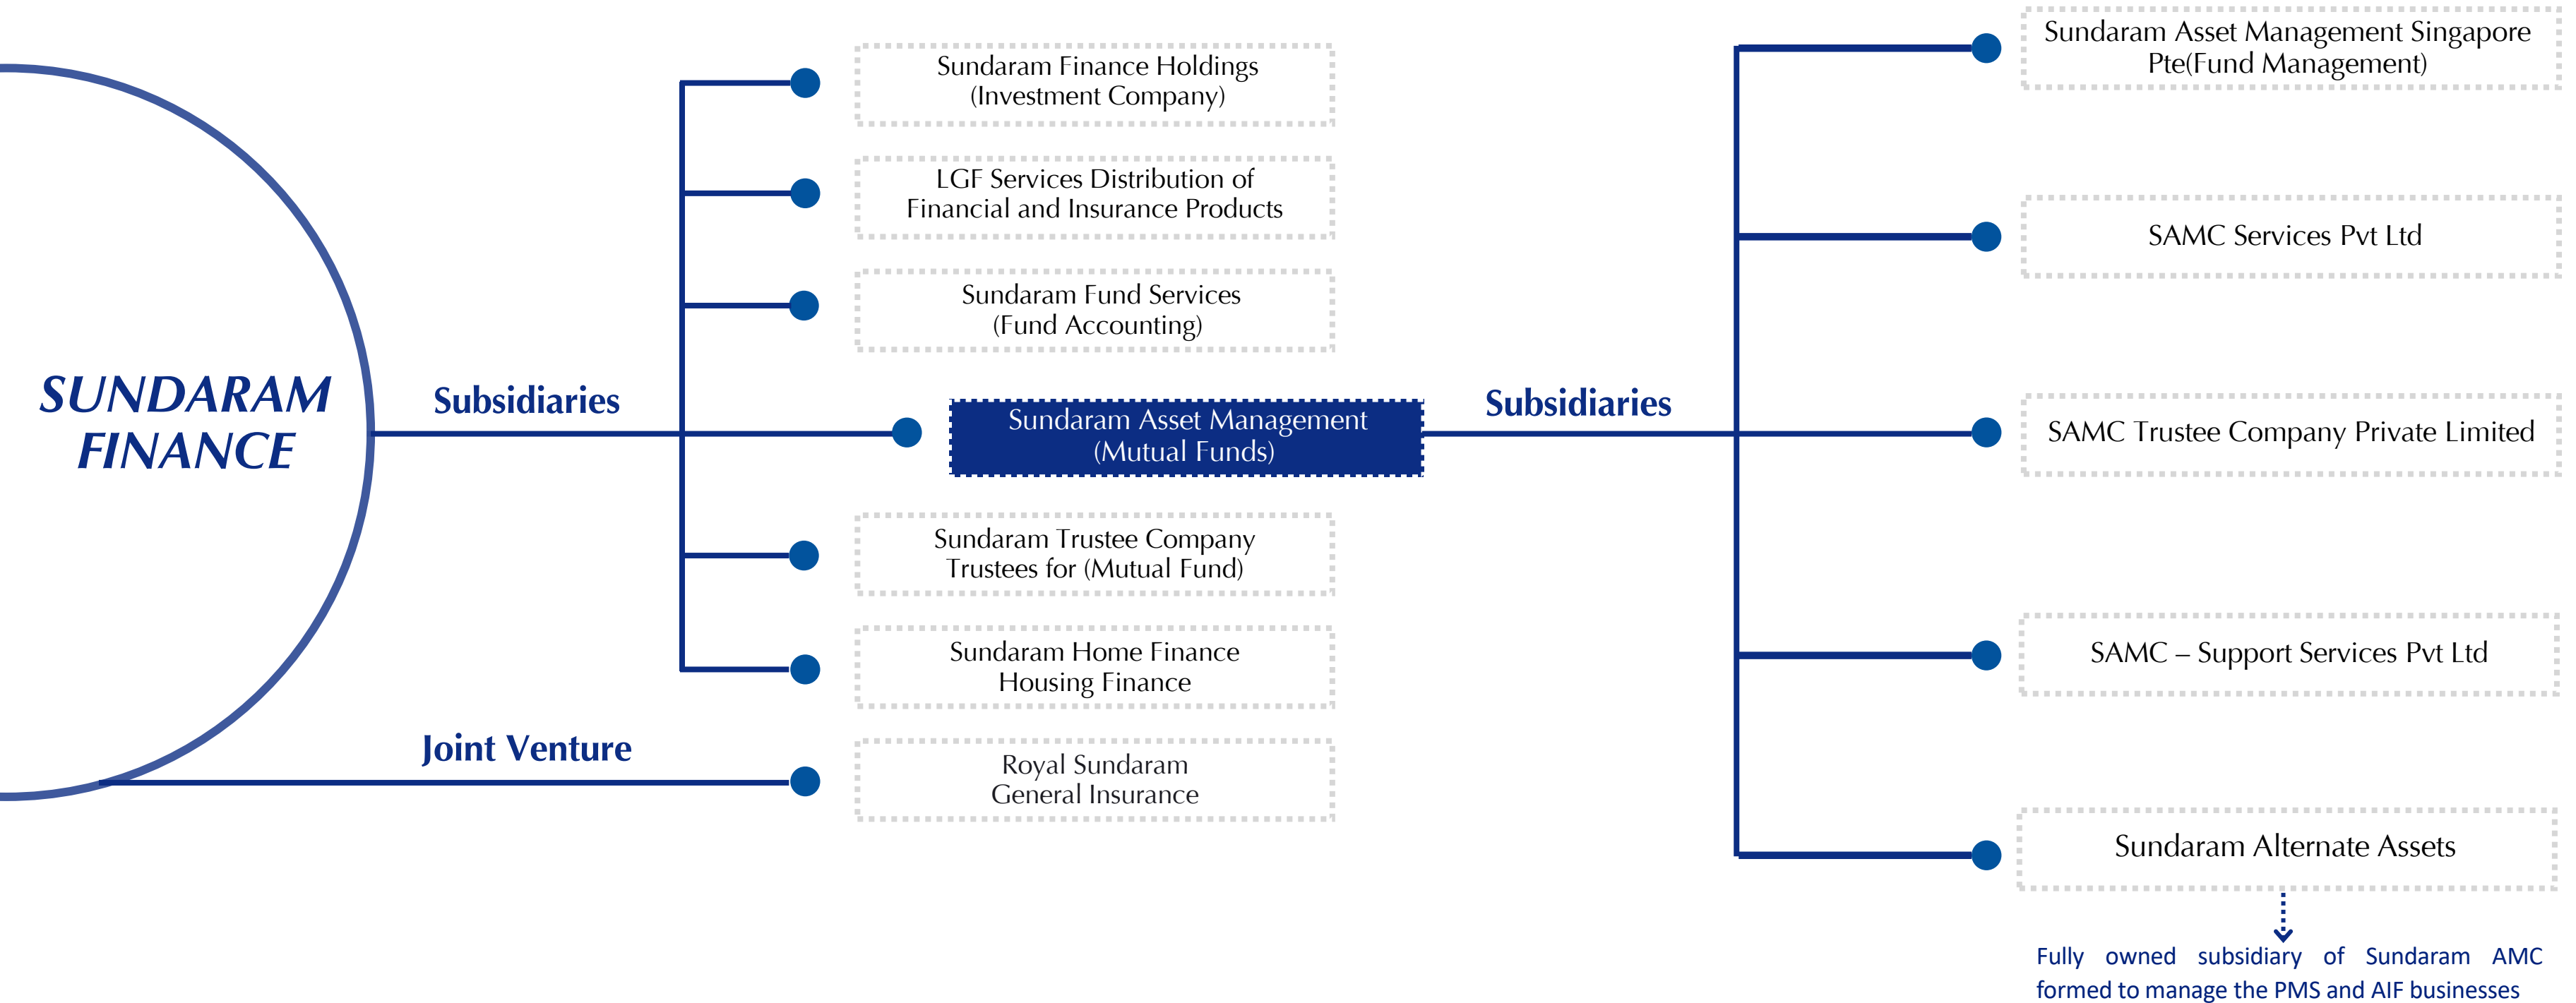 SUNDARAM
FINANCE
Subsidiaries
Sundaram Finance Holdings
(Investment Company)
LGF Services Distribution of
Financial and Insurance Products
Sundaram Fund Services
(Fund Accounting)
Sundaram Asset Management
(Mutual Funds)
Sundaram Trustee Company
Trustees for (Mutual Fund)
Sundaram Home Finance
Housing Finance
Joint Venture
Royal Sundaram
General Insurance
Subsidiaries
Sundaram Asset Management Singapore
Pte(Fund Management)
SAMC Services Pvt Ltd
SAMC Trustee Company Private Limited
SAMC – Support Services Pvt Ltd
Sundaram Alternate Assets
Fully owned subsidiary of Sundaram AMC
formed to manage the PMS and AIF businesses